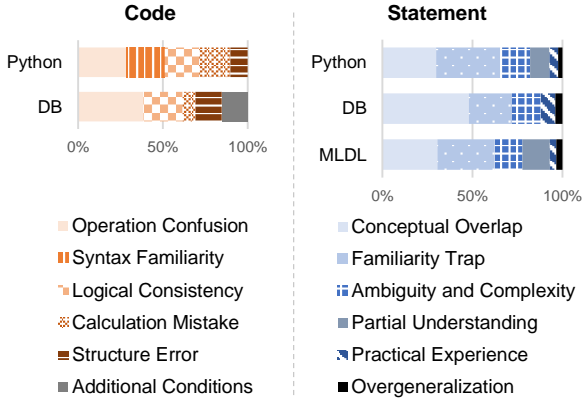 Code
Python
DB
0% 50% 100%
Operation Confusion
Syntax Familiarity
Logical Consistency
Calculation Mistake
Structure Error
Additional Conditions
Statement
Python
DB
MLDL
0% 50% 100%
Conceptual Overlap
Familiarity Trap
Ambiguity and Complexity
Partial Understanding
Practical Experience
Overgeneralization